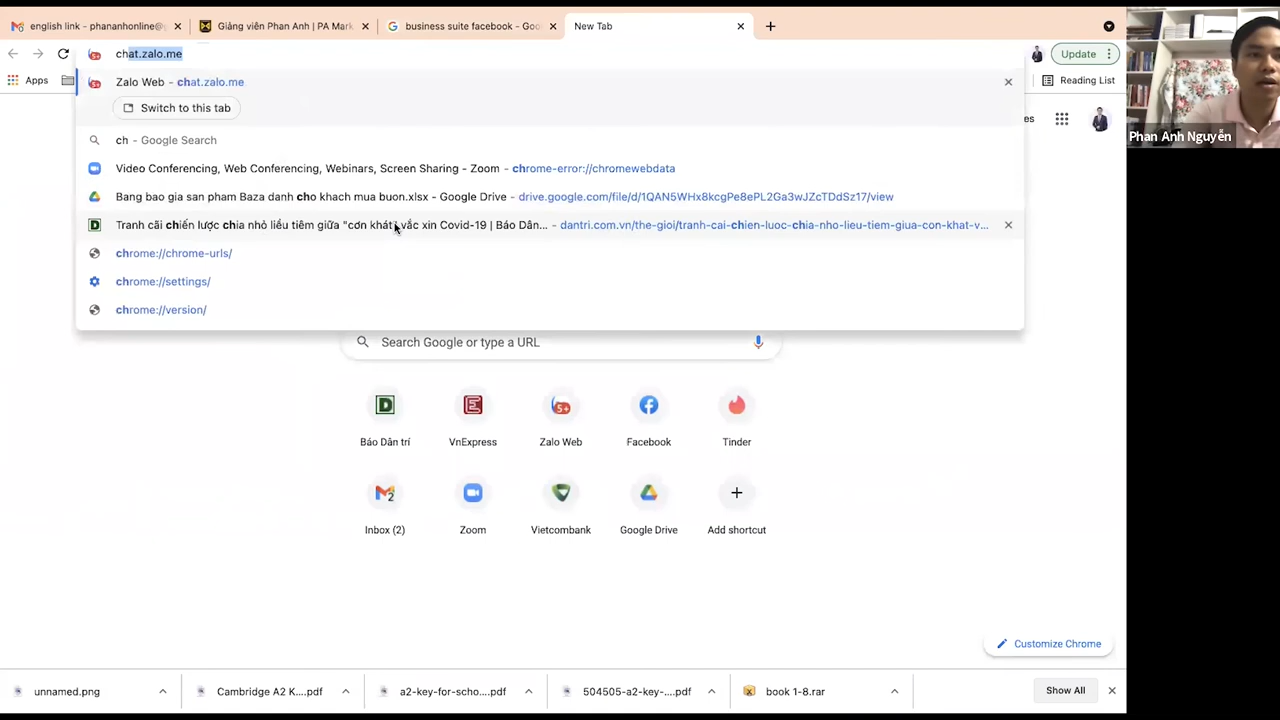 english link - phananhonline@g
Giảng viên Phan Anh | PA Mark
business suite facebook - Goo
New Tab
chat.zalo.me
Update
Apps
Reading List
Zalo Web - chat.zalo.me
Switch to this tab
es
ch - Google Search
Phan Anh Nguyễn
Video Conferencing, Web Conferencing, Webinars, Screen Sharing - Zoom - chrome-error://chromewebdata
Bang bao gia san pham Baza danh cho khach mua buon.xlsx - Google Drive - drive.google.com/file/d/1QAN5WHx8kcgPe8ePL2Ga3wJZcTDdSz17/view
Tranh cãi chiến lược chia nhỏ liều tiêm giữa "cơn khát" vắc xin Covid-19 | Báo Dân... - dantri.com.vn/the-gioi/tranh-cai-chien-luoc-chia-nho-lieu-tiem-giua-con-khat-v...
chrome://chrome-urls/
chrome://settings/
chrome://version/
Search Google or type a URL
Báo Dân trí
VnExpress
Zalo Web
Facebook
Tinder
Inbox (2)
Zoom
Vietcombank
Google Drive
Add shortcut
Customize Chrome
unnamed.png
Cambridge A2 K....pdf
a2-key-for-scho....pdf
504505-a2-key-....pdf
book 1-8.rar
Show All